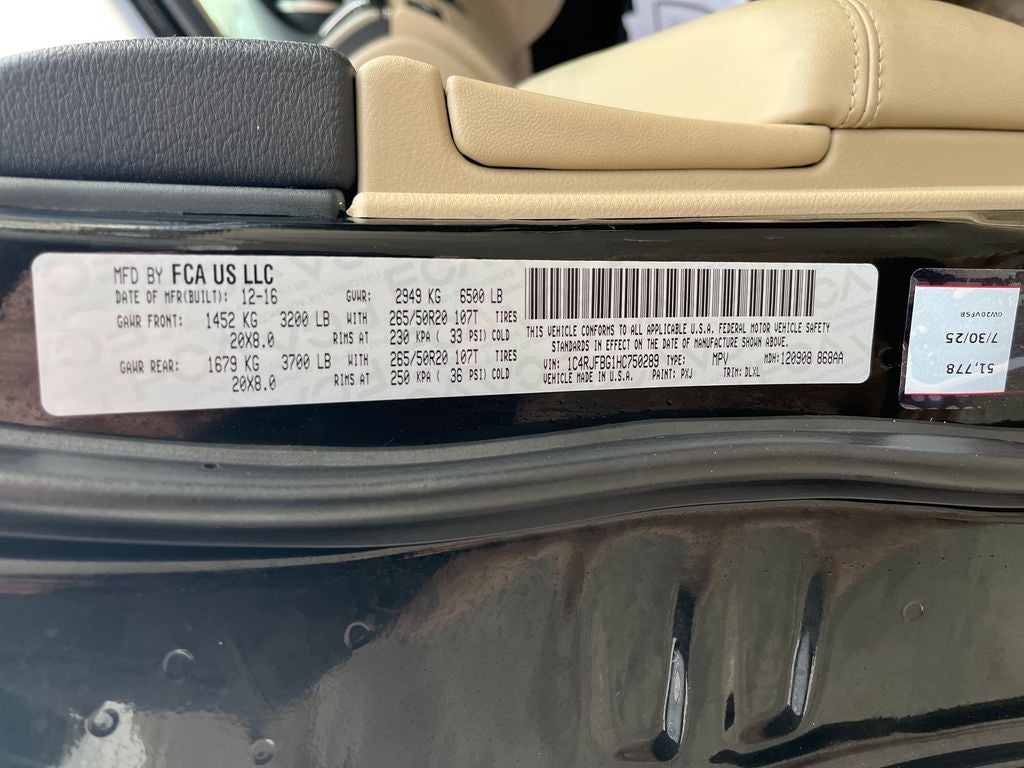 MFD BY FCA US LLC
DATE OF MFR(BUILT): 12-16 GVWR: 2949 KG 6500 LB
GAWR FRONT: 1452 KG 3200 LB WITH 265/50R20 107T TIRES
20X8.0 RIMS AT 230 KPA ( 33 PSI) COLD
GAWR REAR: 1679 KG 3700 LB WITH 265/50R20 107T TIRES
20X8.0 RIMS AT 250 KPA ( 36 PSI) COLD
THIS VEHICLE CONFORMS TO ALL APPLICABLE U.S.A. FEDERAL MOTOR VEHICLE SAFETY
STANDARDS IN EFFECT ON THE DATE OF MANUFACTURE SHOWN ABOVE.
VIN: 1C4RJFBG1HC750289 TYPE: MPV MDH: 120908 868AA
VEHICLE MADE IN U.S.A. PAINT: PXJ TRIM: DLXL
0W20VFSB
7/30/25
51,778